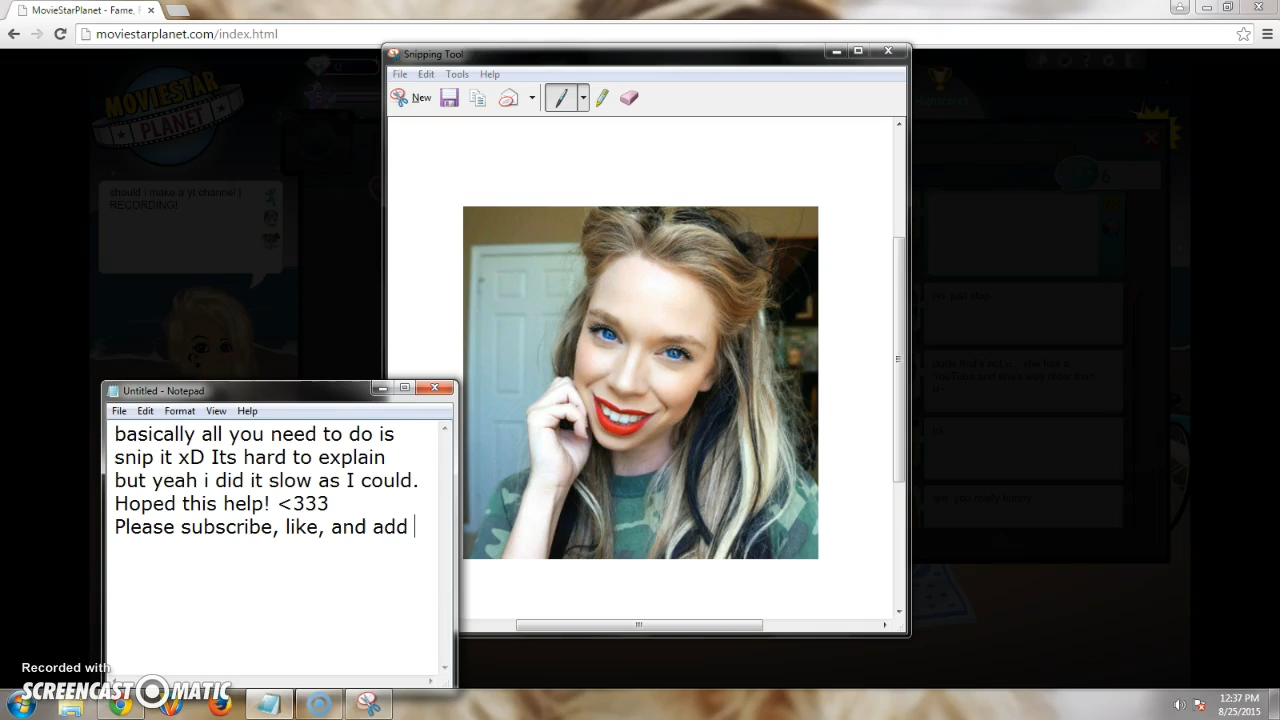 MovieStarPlanet - Fame,
moviestarplanet.com/index.html
Snipping Tool
File Edit Tools Help
New
MOVIESTAR
PLANET
should i make a yt channel }
RECORDING!
6
Untitled - Notepad
File Edit Format View Help
basically all you need to do is
snip it xD Its hard to explain
but yeah i did it slow as I could.
Hoped this help! <333
Please subscribe, like, and add
Recorded with
SCREENCAST MATIC
12:37 PM
8/25/2015